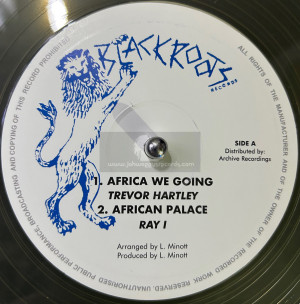 BLACKROOTS
RECORDS
SIDE A
Distributed by:
Archive Recordings
1. AFRICA WE GOING
TREVOR HARTLEY
2. AFRICAN PALACE
RAY I
Arranged by L. Minott
Produced by L. Minott
ALL RIGHTS OF THE MANUFACTURER AND OF THE OWNER OF THE RECORDED WORK RESERVED. UNAUTHORISED PUBLIC PERFORMANCE, BROADCASTING AND COPYING OF THIS RECORD PROHIBITED